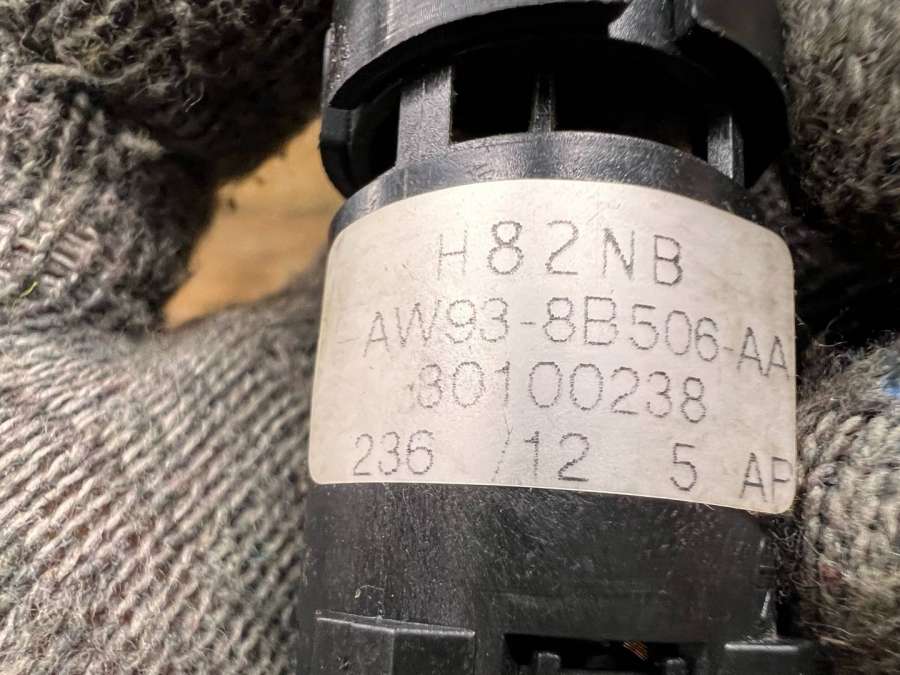 H82NB
-AW93-8B506-AA
80100238
236 /12 5 AP